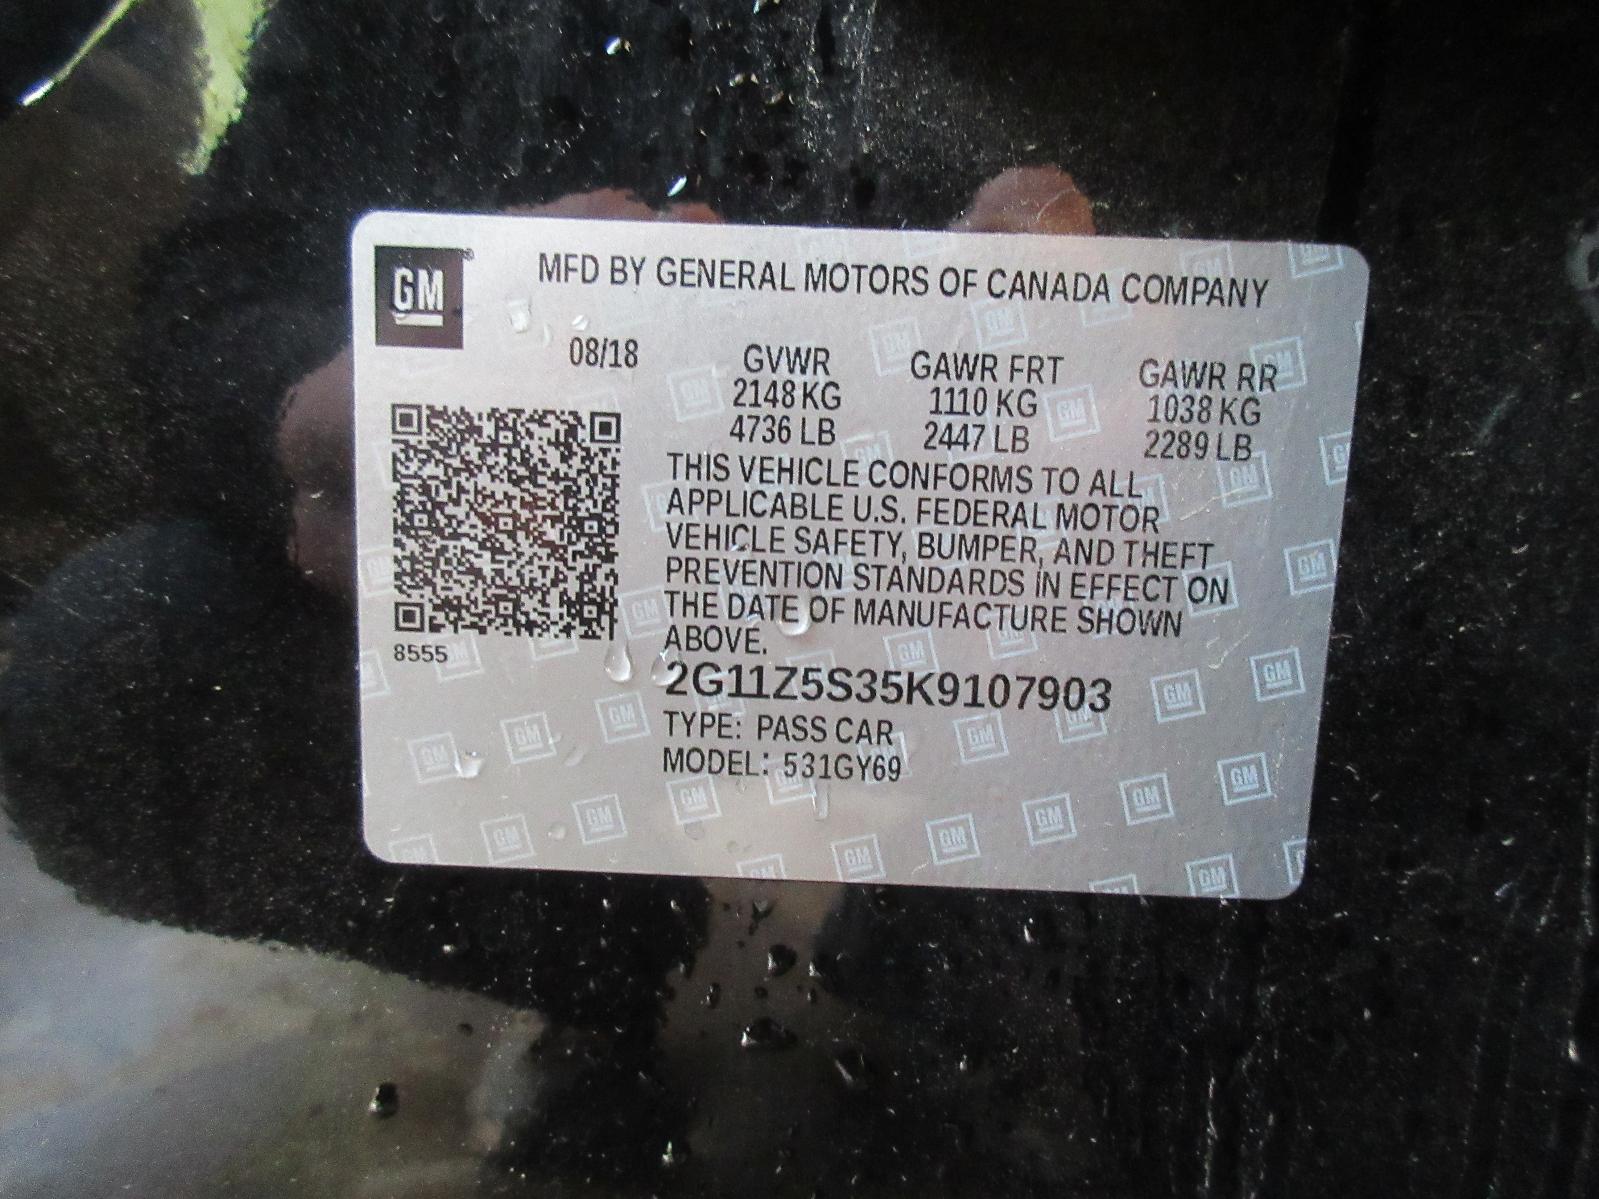 GM
MFD BY GENERAL MOTORS OF CANADA COMPANY
08/18
GVWR GAWR FRT GAWR RR
2148 KG 1110 KG 1038 KG
4736 LB 2447 LB 2289 LB
THIS VEHICLE CONFORMS TO ALL
APPLICABLE U.S. FEDERAL MOTOR
VEHICLE SAFETY, BUMPER, AND THEFT
PREVENTION STANDARDS IN EFFECT ON
THE DATE OF MANUFACTURE SHOWN
ABOVE.
8555
2G11Z5S35K9107903
TYPE: PASS CAR
MODEL: 531GY69